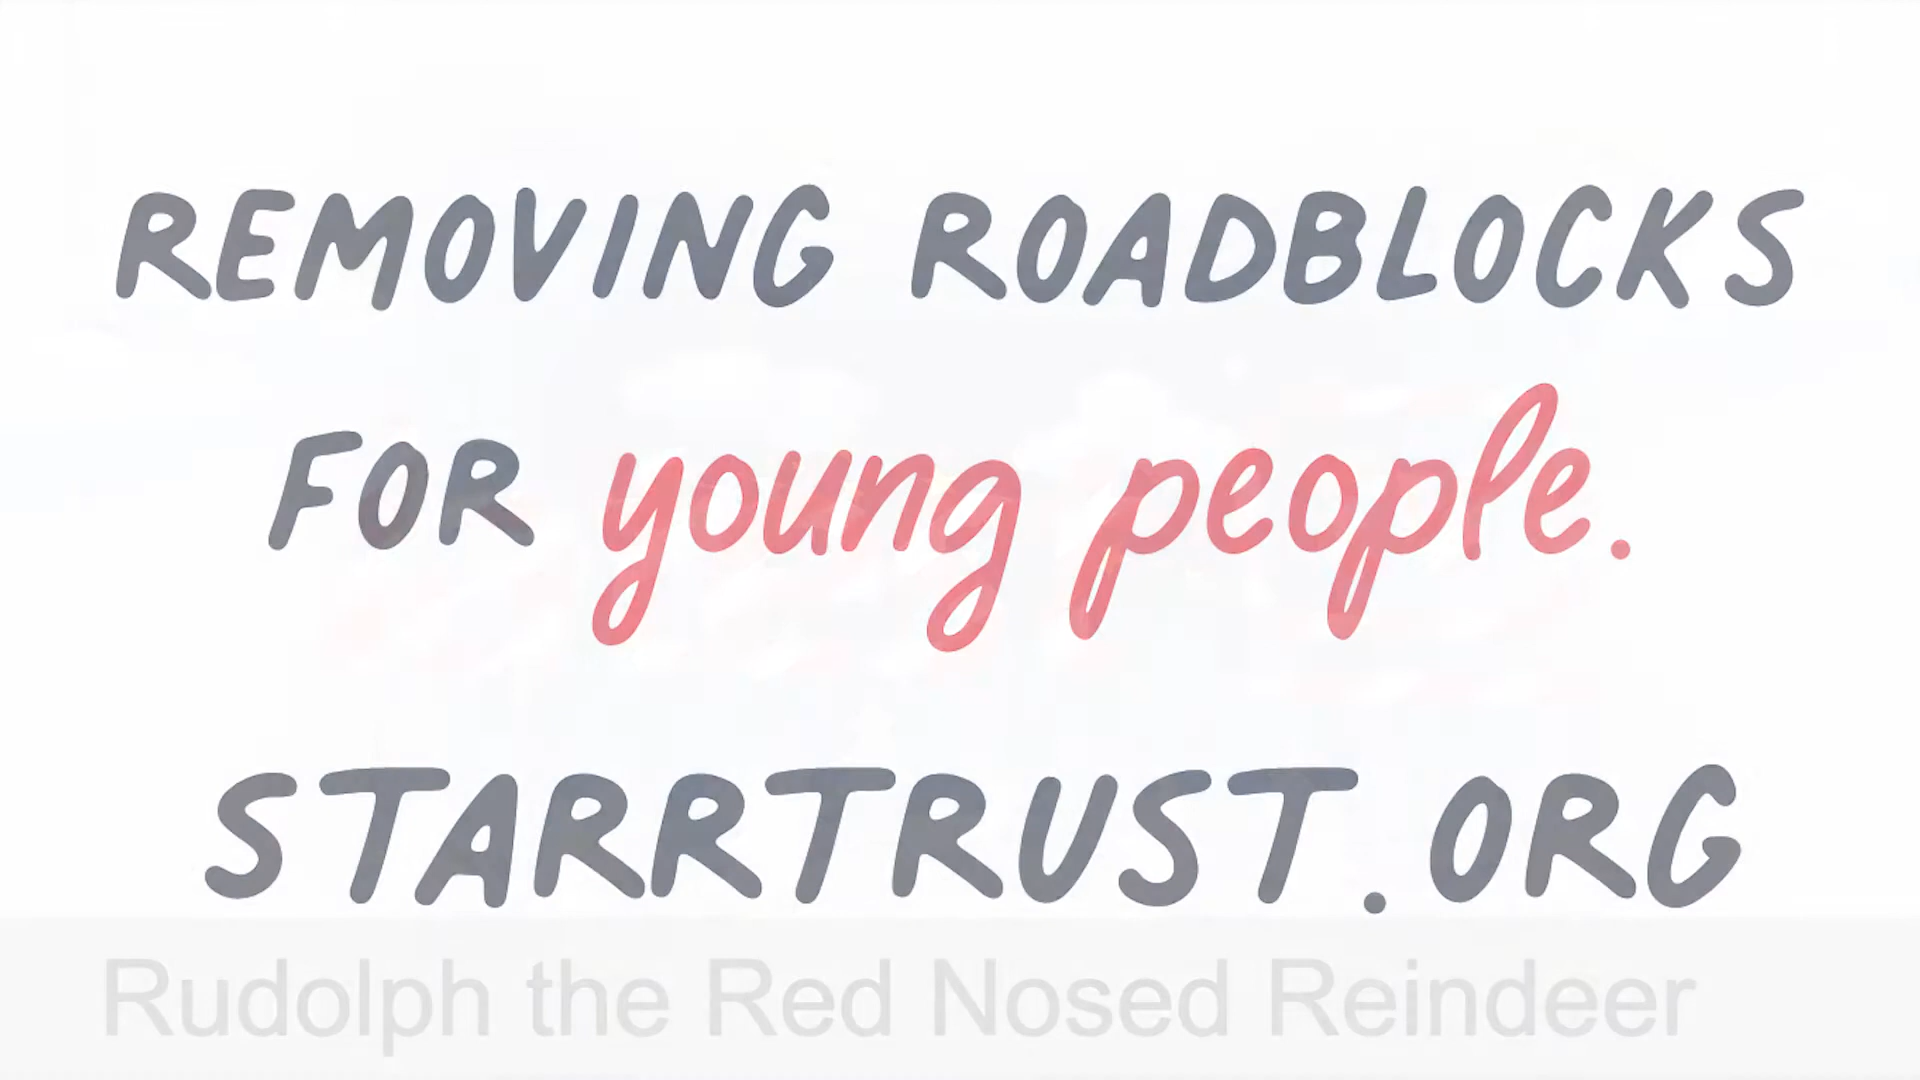 REMOVING ROADBLOCKS
FOR young people.
STARRTRUST.ORG
Rudolph the Red Nosed Reindeer